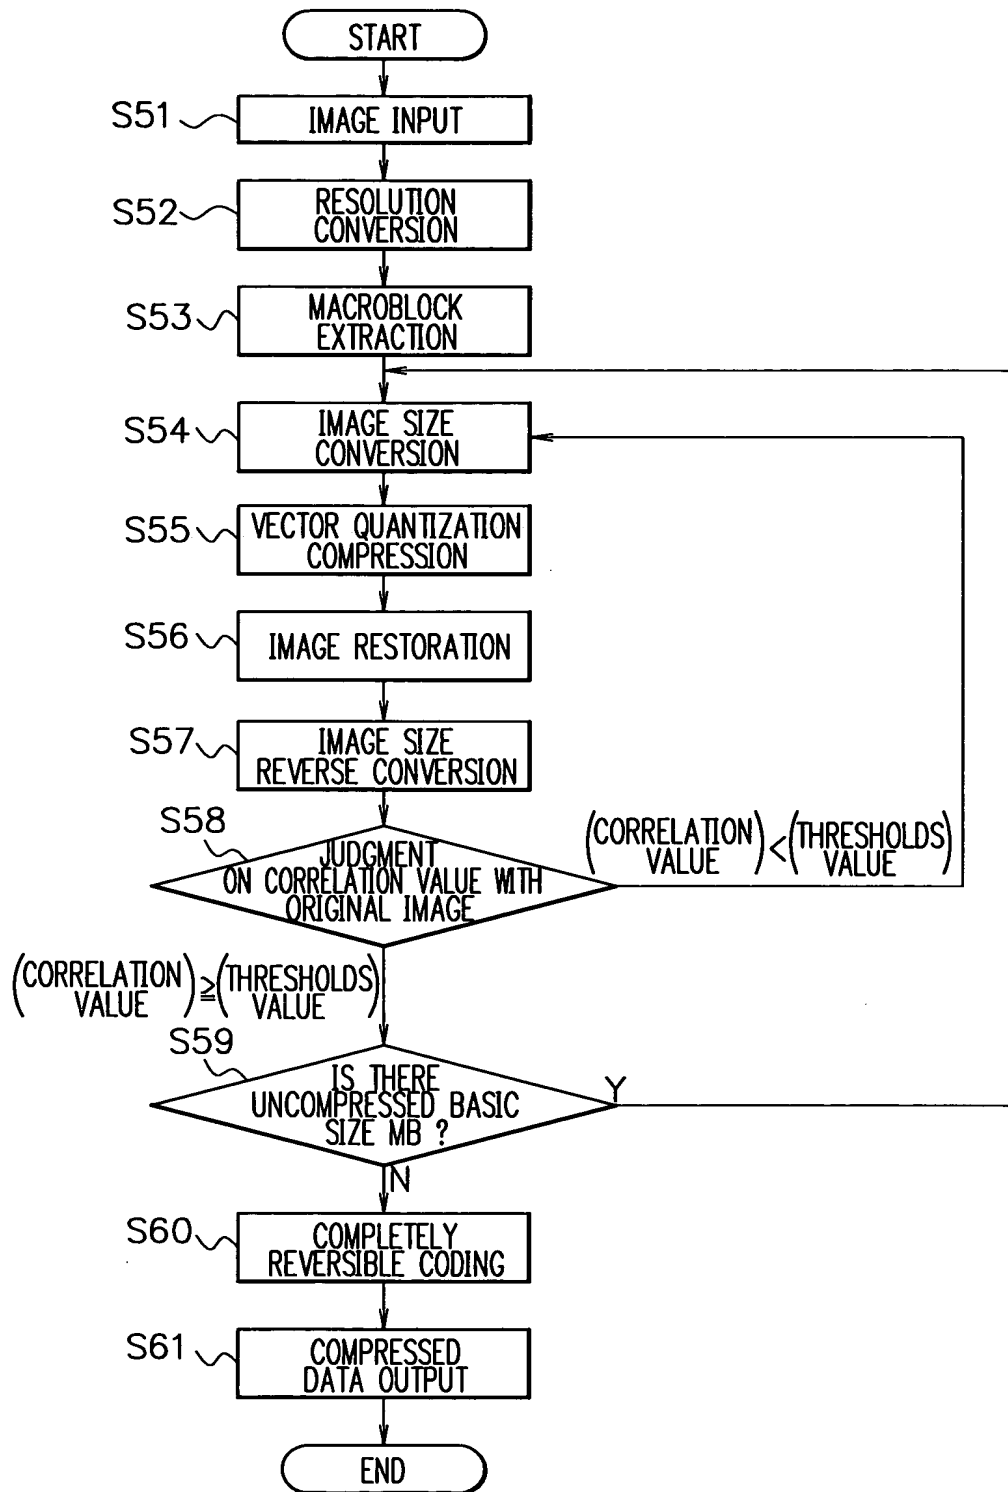 START
S51
IMAGE INPUT
S52
RESOLUTION
CONVERSION
S53
MACROBLOCK
EXTRACTION
S54
IMAGE SIZE
CONVERSION
S55
VECTOR QUANTIZATION
COMPRESSION
S56
IMAGE RESTORATION
S57
IMAGE SIZE
REVERSE CONVERSION
S58
JUDGMENT
ON CORRELATION VALUE WITH
ORIGINAL IMAGE
(CORRELATION VALUE) < (THRESHOLDS VALUE)
(CORRELATION VALUE) ≧ (THRESHOLDS VALUE)
S59
IS THERE
UNCOMPRESSED BASIC
SIZE MB ?
Y
N
S60
COMPLETELY
REVERSIBLE CODING
S61
COMPRESSED
DATA OUTPUT
END